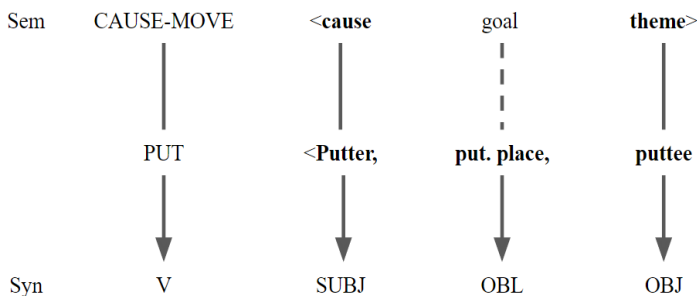 Sem CAUSE-MOVE <cause goal theme>
PUT <Putter, put. place, puttee
Syn V SUBJ OBL OBJ